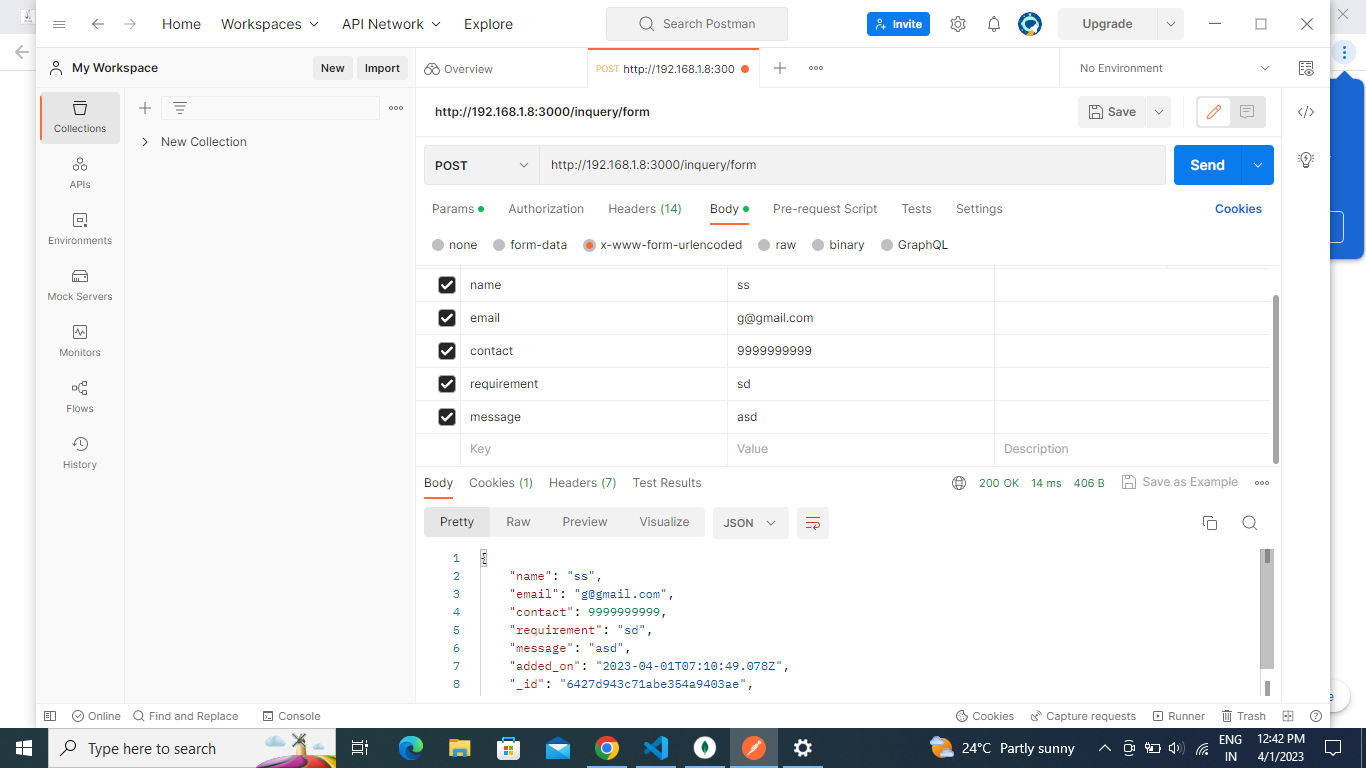 Home
Workspaces
API Network
Explore
Search Postman
Invite
Upgrade
My Workspace
New
Import
Overview
POST http://192.168.1.8:300
No Environment
Collections
APIs
Environments
Mock Servers
Monitors
Flows
History
New Collection
http://192.168.1.8:3000/inquery/form
Save
POST
http://192.168.1.8:3000/inquery/form
Send
Params
Authorization
Headers (14)
Body
Pre-request Script
Tests
Settings
Cookies
none
form-data
x-www-form-urlencoded
raw
binary
GraphQL
name ss
email g@gmail.com
contact 9999999999
requirement sd
message asd
Key Value Description
Body
Cookies (1)
Headers (7)
Test Results
200 OK
14 ms
406 B
Save as Example
Pretty
Raw
Preview
Visualize
JSON
1 {
2 "name": "ss",
3 "email": "g@gmail.com",
4 "contact": 9999999999,
5 "requirement": "sd",
6 "message": "asd",
7 "added_on": "2023-04-01T07:10:49.078Z",
8 "_id": "6427d943c71abe354a9403ae",
Online
Find and Replace
Console
Cookies
Capture requests
Runner
Trash
Type here to search
24°C Partly sunny
ENG
IN
12:42 PM
4/1/2023